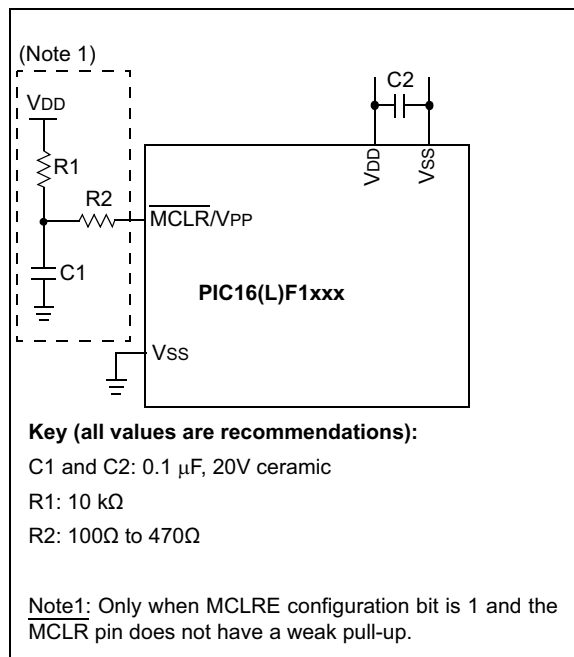 (Note 1)
VDD
R1
R2
C1
C2
VDD
VSS
MCLR/VPP
PIC16(L)F1xxx
VSS
Key (all values are recommendations):
C1 and C2: 0.1 μF, 20V ceramic
R1: 10 kΩ
R2: 100Ω to 470Ω
Note1: Only when MCLRE configuration bit is 1 and the
MCLR pin does not have a weak pull-up.